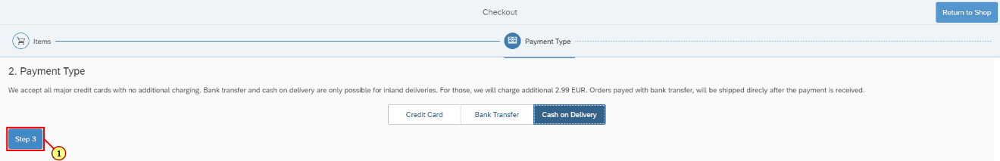 Checkout
Return to Shop
Items
Payment Type
2. Payment Type
We accept all major credit cards with no additional charging. Bank transfer and cash on delivery are only possible for inland deliveries. For those, we will charge additional 2.99 EUR. Orders payed with bank transfer, will be shipped direcly after the payment is received.
Credit Card
Bank Transfer
Cash on Delivery
Step 3
1